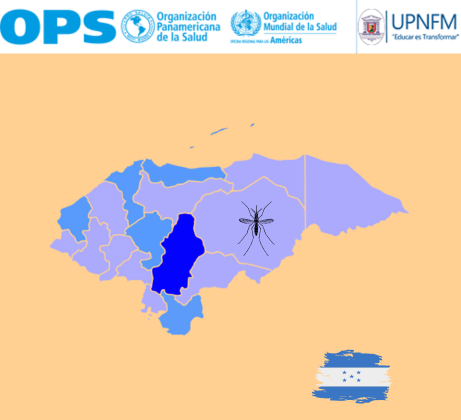 OPS
Organización
Panamericana
de la Salud
Organización
Mundial de la Salud
OFICINA REGIONAL PARA LAS Américas
UPNFM
"Educar es Transformar"